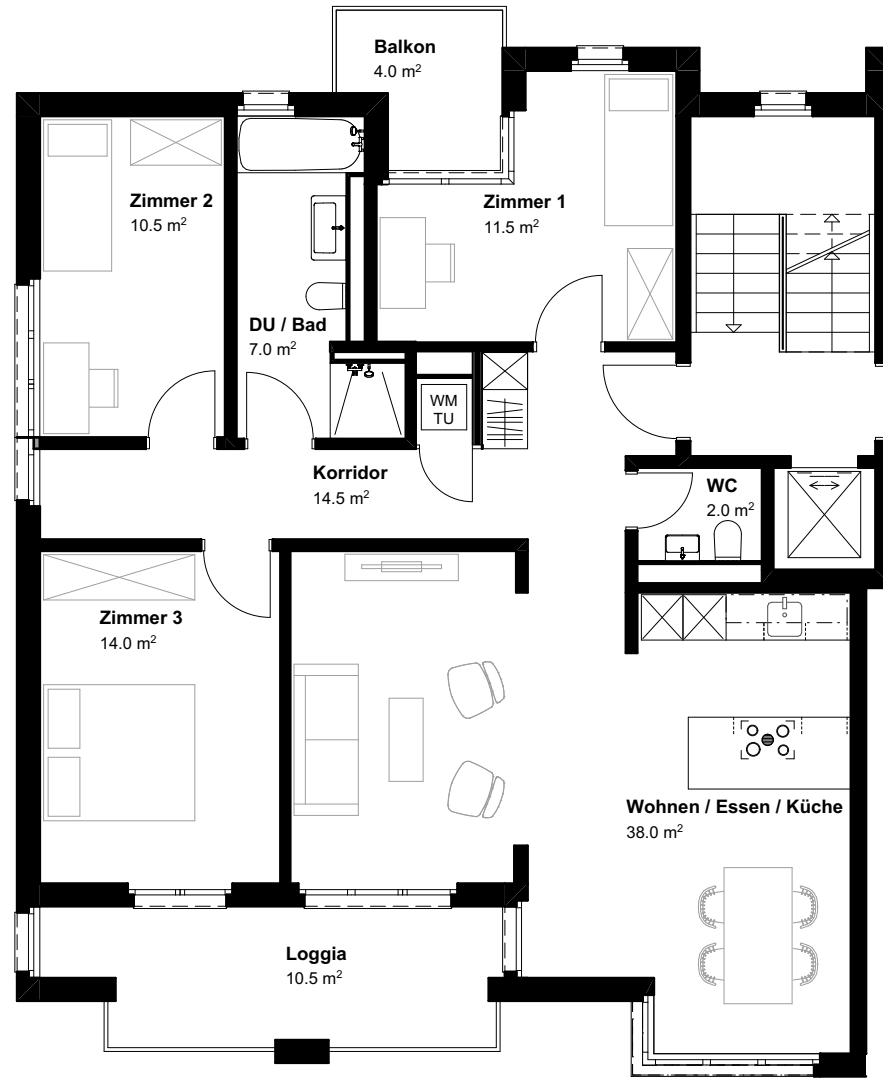 Balkon
4.0 m²
Zimmer 2
10.5 m²
Zimmer 1
11.5 m²
DU / Bad
7.0 m²
WM
TU
Korridor
14.5 m²
WC
2.0 m²
Zimmer 3
14.0 m²
Wohnen / Essen / Küche
38.0 m²
Loggia
10.5 m²